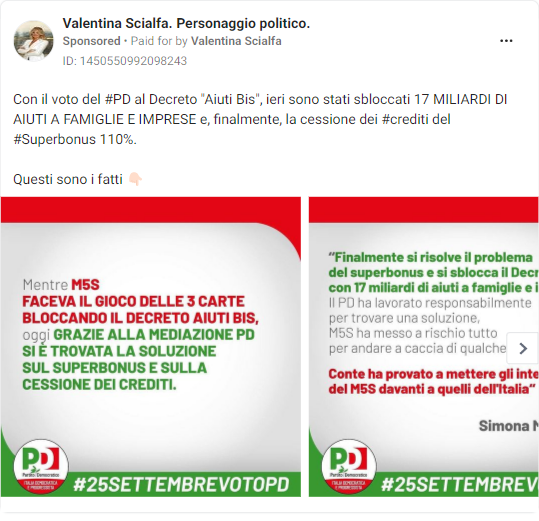 Valentina Scialfa. Personaggio politico.
Sponsored • Paid for by Valentina Scialfa
ID: 1450550992098243
Con il voto del #PD al Decreto "Aiuti Bis", ieri sono stati sbloccati 17 MILIARDI DI
AIUTI A FAMIGLIE E IMPRESE e, finalmente, la cessione dei #crediti del
#Superbonus 110%.
Questi sono i fatti 👇🏻
Mentre M5S
FACEVA IL GIOCO DELLE 3 CARTE
BLOCCANDO IL DECRETO AIUTI BIS,
oggi GRAZIE ALLA MEDIAZIONE PD
SI É TROVATA LA SOLUZIONE
SUL SUPERBONUS E SULLA
CESSIONE DEI CREDITI.
PD
Partito Democratico
ITALIA DEMOCRATICA
E PROGRESSISTA
#25SETTEMBREVOTOPD
"Finalmente si risolve il problema
del superbonus e si sblocca il Decr
con 17 miliardi di aiuti a famiglie e i
Il PD ha lavorato responsabilmente
per trovare una soluzione,
M5S ha messo a rischio tutto
per andare a caccia di qualche
Conte ha provato a mettere gli inte
del M5S davanti a quelli dell'Italia"
Simona
PD
Partito Democratico
ITALIA DEMOCRATICA
E PROGRESSISTA
#25SETTEMBREV